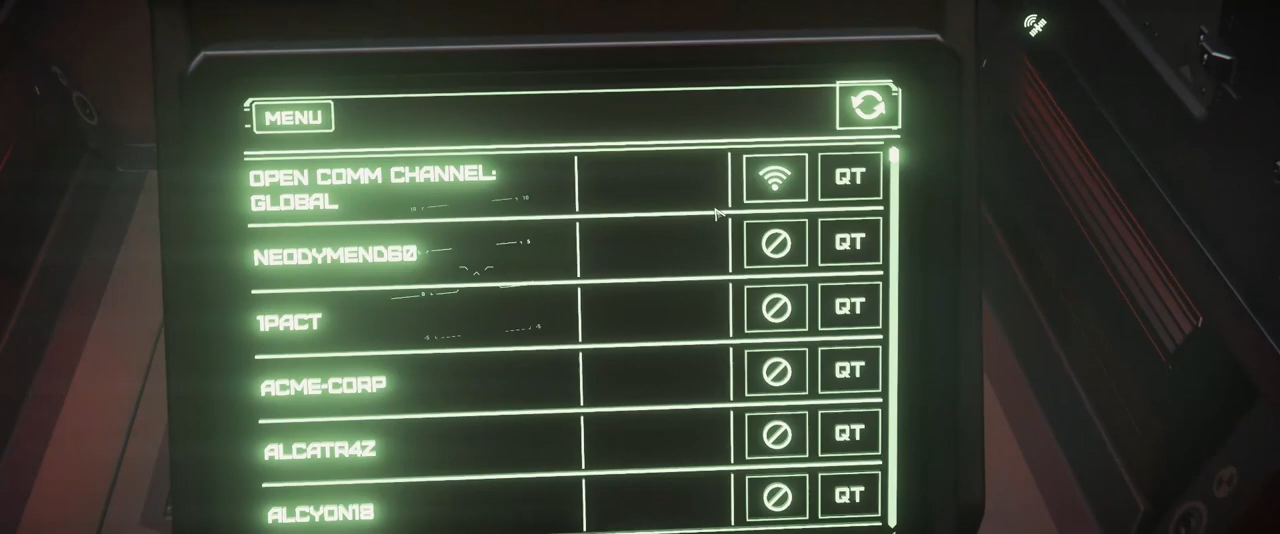 MENU
OPEN COMM CHANNEL:
GLOBAL
QT
NEODYMEND60
QT
1PACT
QT
ACME-CORP
QT
ALCATR4Z
QT
ALCYON18
QT